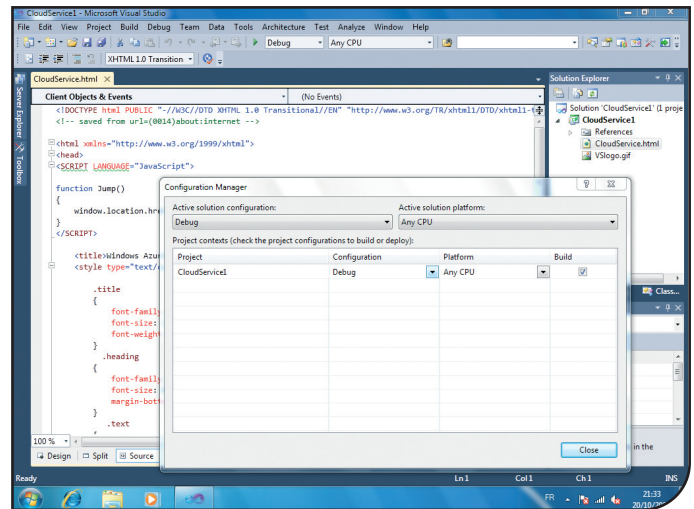 CloudService1 - Microsoft Visual Studio
File Edit View Project Build Debug Team Data Tools Architecture Test Analyze Window Help
Debug Any CPU
XHTML 1.0 Transition
CloudService.html
Client Objects & Events (No Events)
<!DOCTYPE html PUBLIC "-//W3C//DTD XHTML 1.0 Transitional//EN" "http://www.w3.org/TR/xhtml1/DTD/xhtml1-t
<!-- saved from url=(0014)about:internet -->
<html xmlns="http://www.w3.org/1999/xhtml">
<head>
<SCRIPT LANGUAGE="JavaScript">
function Jump()
{
window.location.hre
}
</SCRIPT>
<title>Windows Azu
<style type="text/
.title
{
font-family
font-size:
font-weigh
}
.heading
{
font-family
font-size:
margin-bott
}
.text
100 %
Design Split Source
Server Explorer
Toolbox
Solution Explorer
Solution 'CloudService1' (1 proje
CloudService1
References
CloudService.html
VSlogo.gif
Class...
in the
Configuration Manager
Active solution configuration: Active solution platform:
Debug Any CPU
Project contexts (check the project configurations to build or deploy):
Project Configuration Platform Build
CloudService1 Debug Any CPU
Close
Ready Ln 1 Col 1 Ch 1 INS
FR 21:33
20/10/20